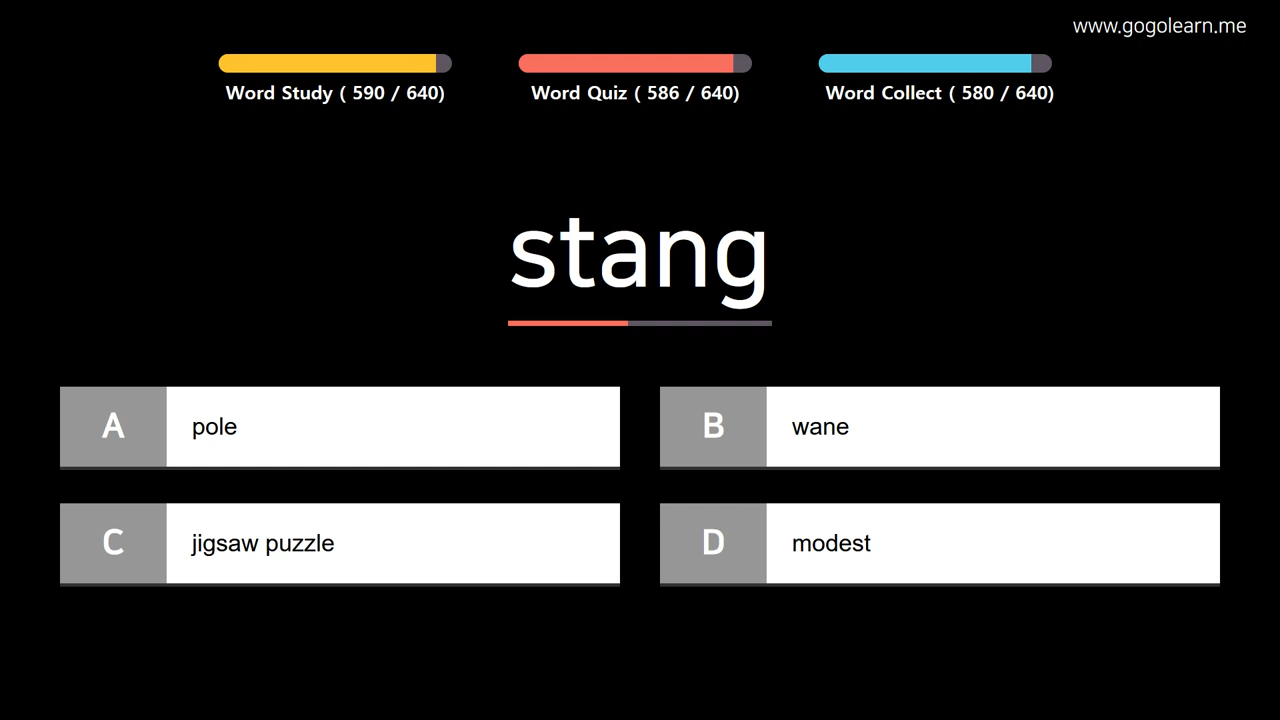 www.gogolearn.me
Word Study ( 590 / 640)
Word Quiz ( 586 / 640)
Word Collect ( 580 / 640)
stang
A pole
B wane
C jigsaw puzzle
D modest